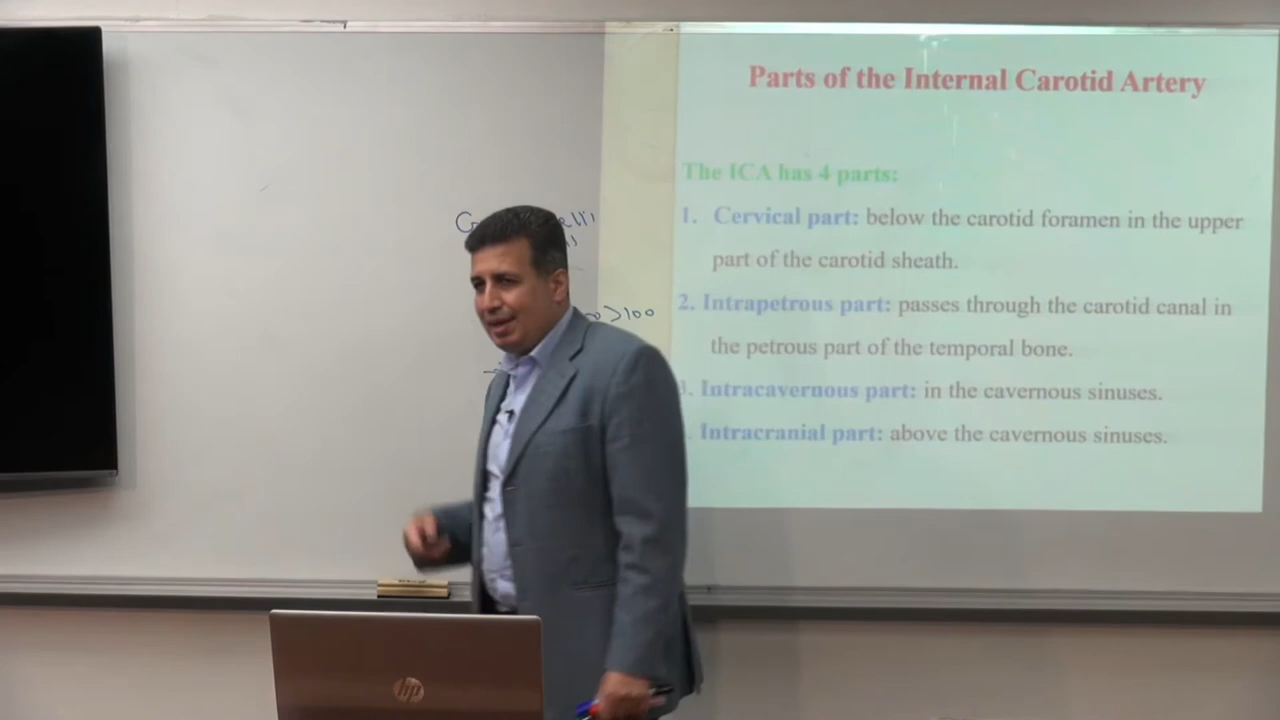 Parts of the Internal Carotid Artery
The ICA has 4 parts:
1. Cervical part: below the carotid foramen in the upper
part of the carotid sheath.
2. Intrapetrous part: passes through the carotid canal in
the petrous part of the temporal bone.
. Intracavernous part: in the cavernous sinuses.
. Intracranial part: above the cavernous sinuses.
>100
hp